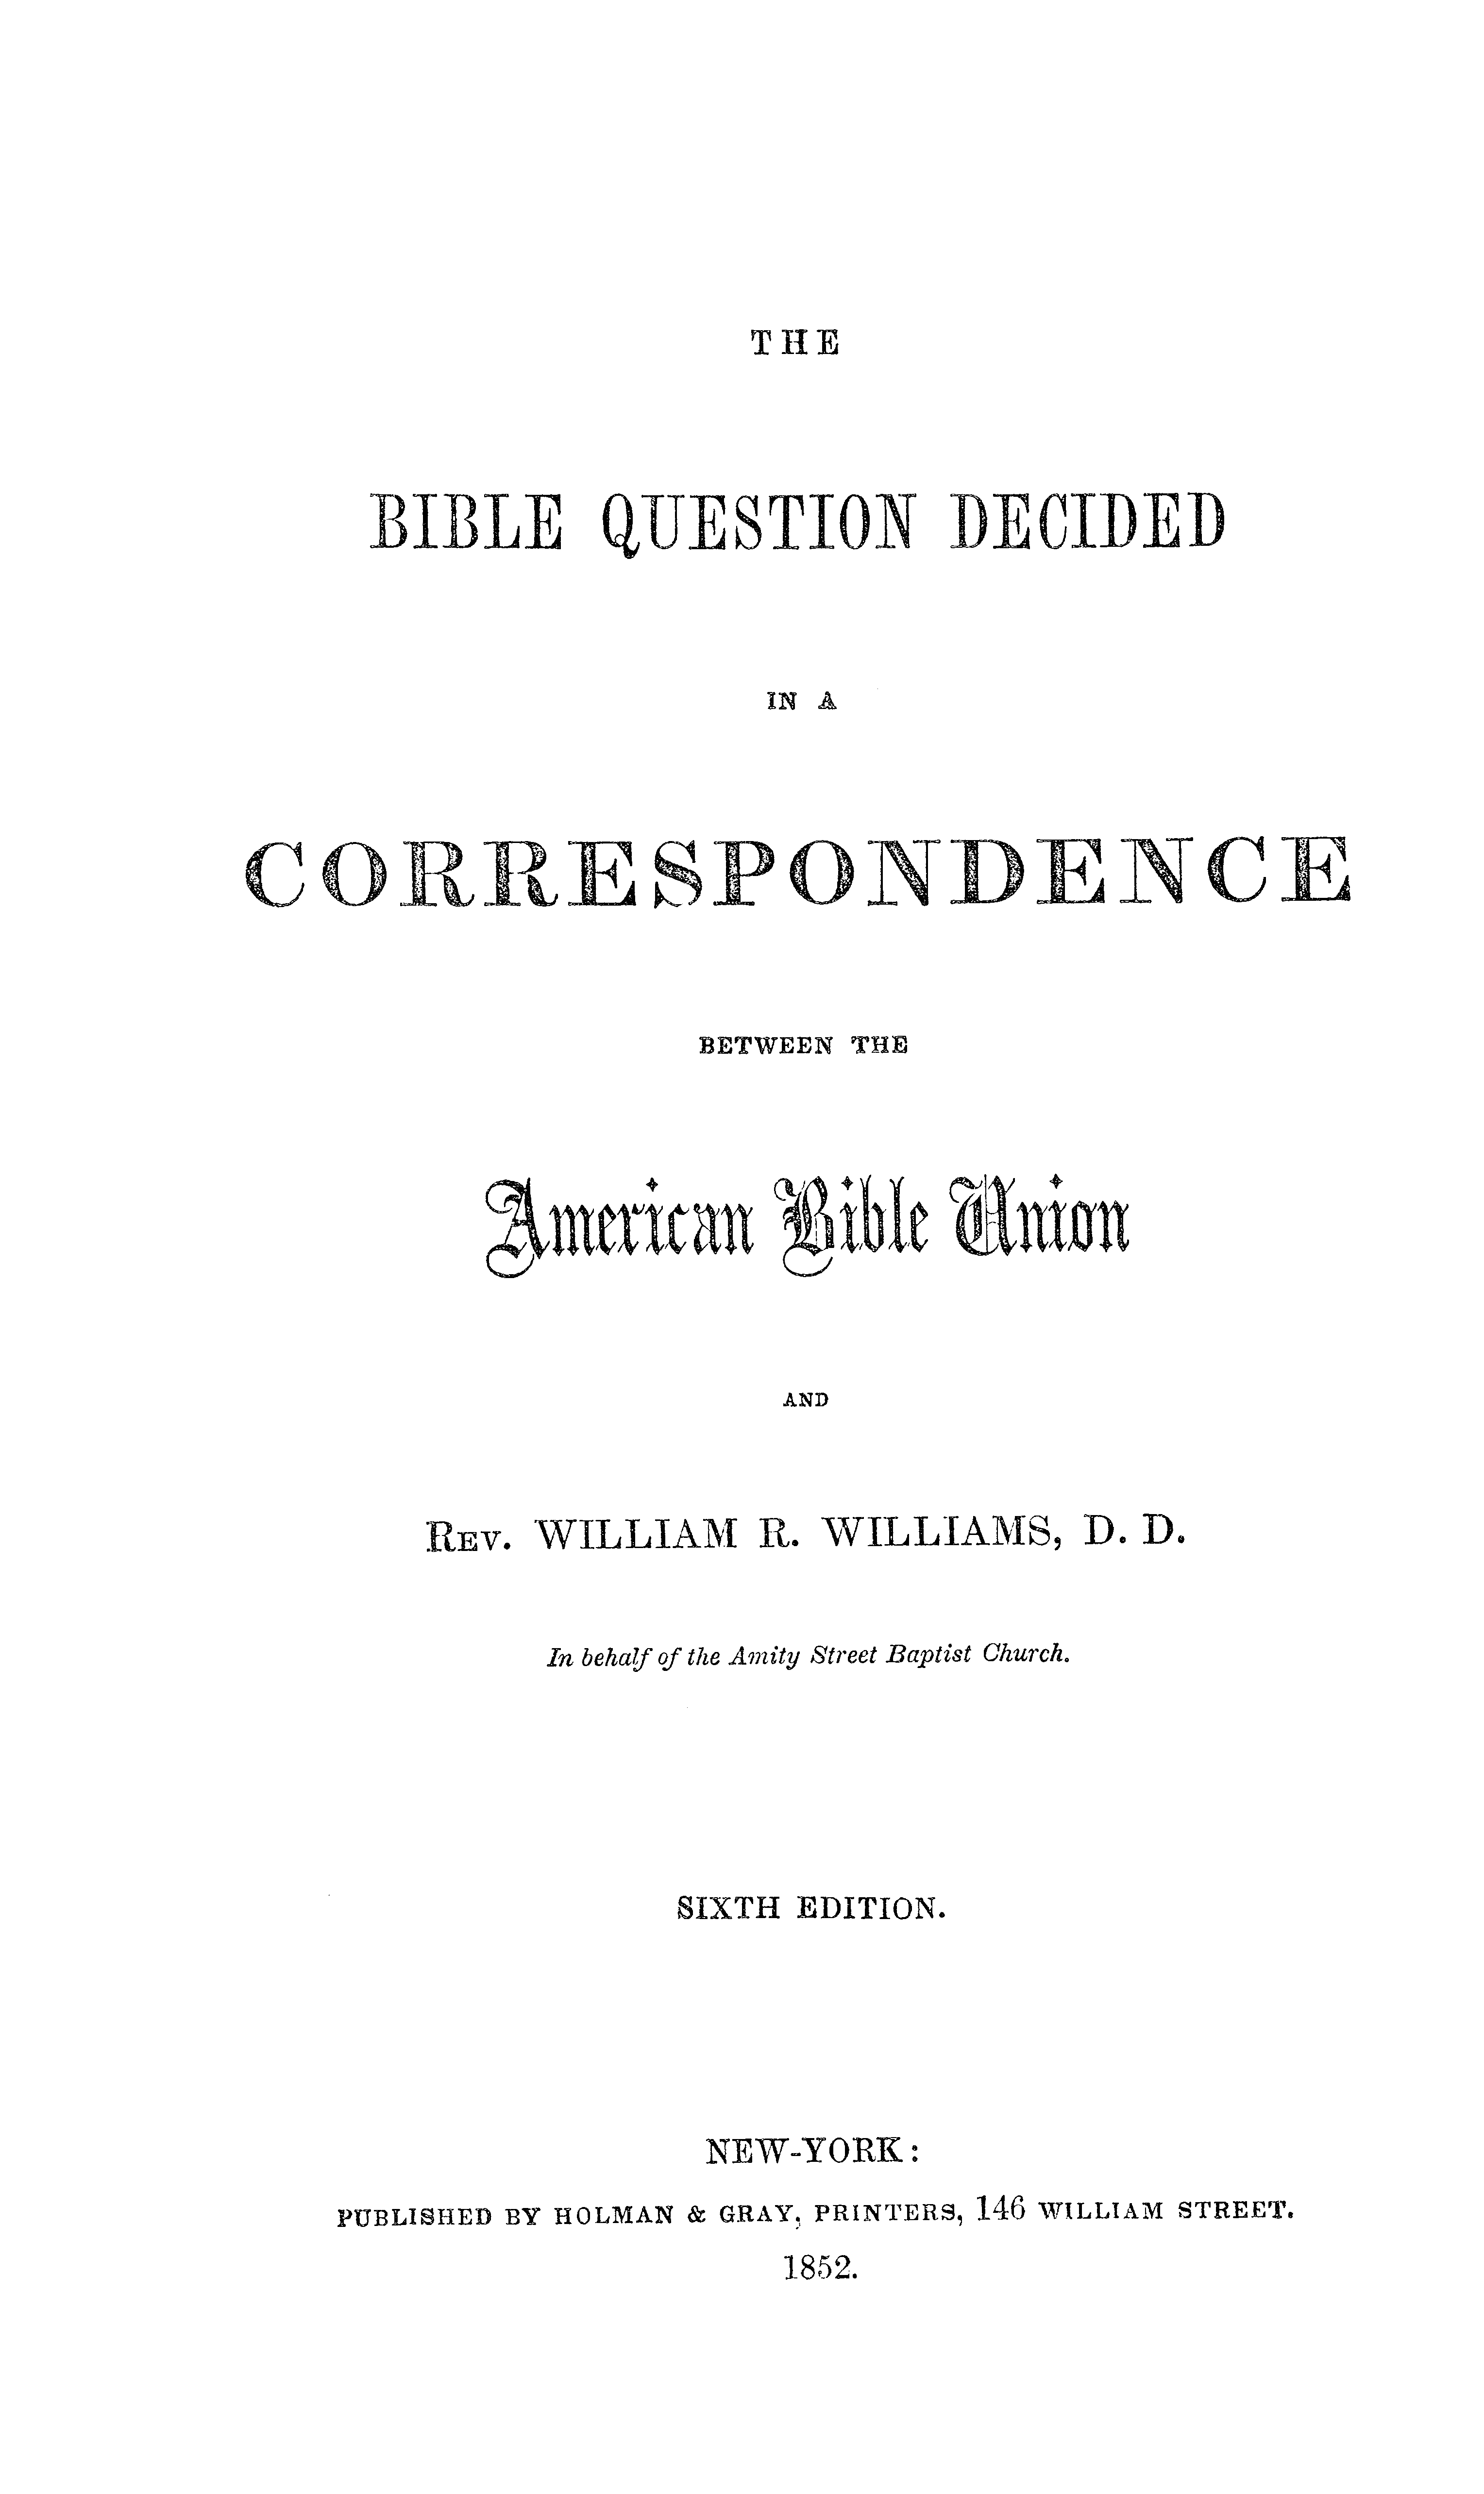 THE
BIBLE QUESTION DECIDED
IN A
CORRESPONDENCE
BETWEEN THE
American Bible Union
AND
REV. WILLIAM R. WILLIAMS, D. D.
In behalf of the Amity Street Baptist Church.
SIXTH EDITION.
NEW-YORK:
PUBLISHED BY HOLMAN & GRAY, PRINTERS, 146 WILLIAM STREET.
1852.